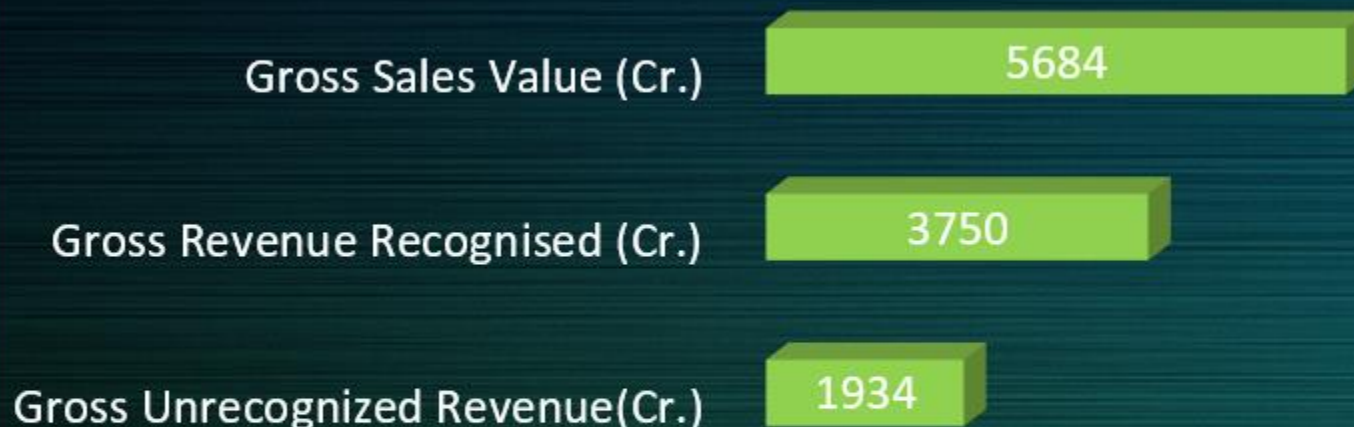 Gross Sales Value (Cr.) 5684
Gross Revenue Recognised (Cr.) 3750
Gross Unrecognized Revenue(Cr.) 1934